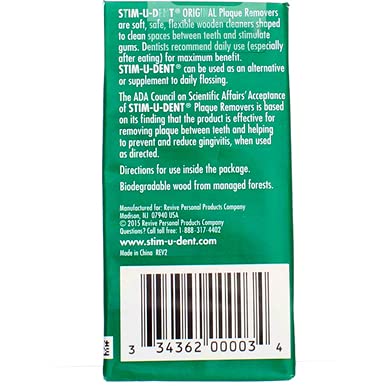 STIM-U-DENT® ORIGINAL Plaque Removers
are soft, safe, flexible wooden cleaners shaped
to clean spaces between teeth and stimulate
gums. Dentists recommend daily use (especially
after eating) for maximum benefit.
STIM-U-DENT® can be used as an alternative
or supplement to daily flossing.
The ADA Council on Scientific Affairs' Acceptance
of STIM-U-DENT® Plaque Removers is based
on its finding that the product is effective for
removing plaque between teeth and helping
to prevent and reduce gingivitis, when used
as directed.
Directions for use inside the package.
Biodegradable wood from managed forests.
Manufactured for: Revive Personal Products Company
Madison, NJ 07940 USA
© 2015 Revive Personal Products Company
Questions? Call toll-free 1-888-317-4402
www.stim-u-dent.com
Made in China REV2
3 34362 00003 4